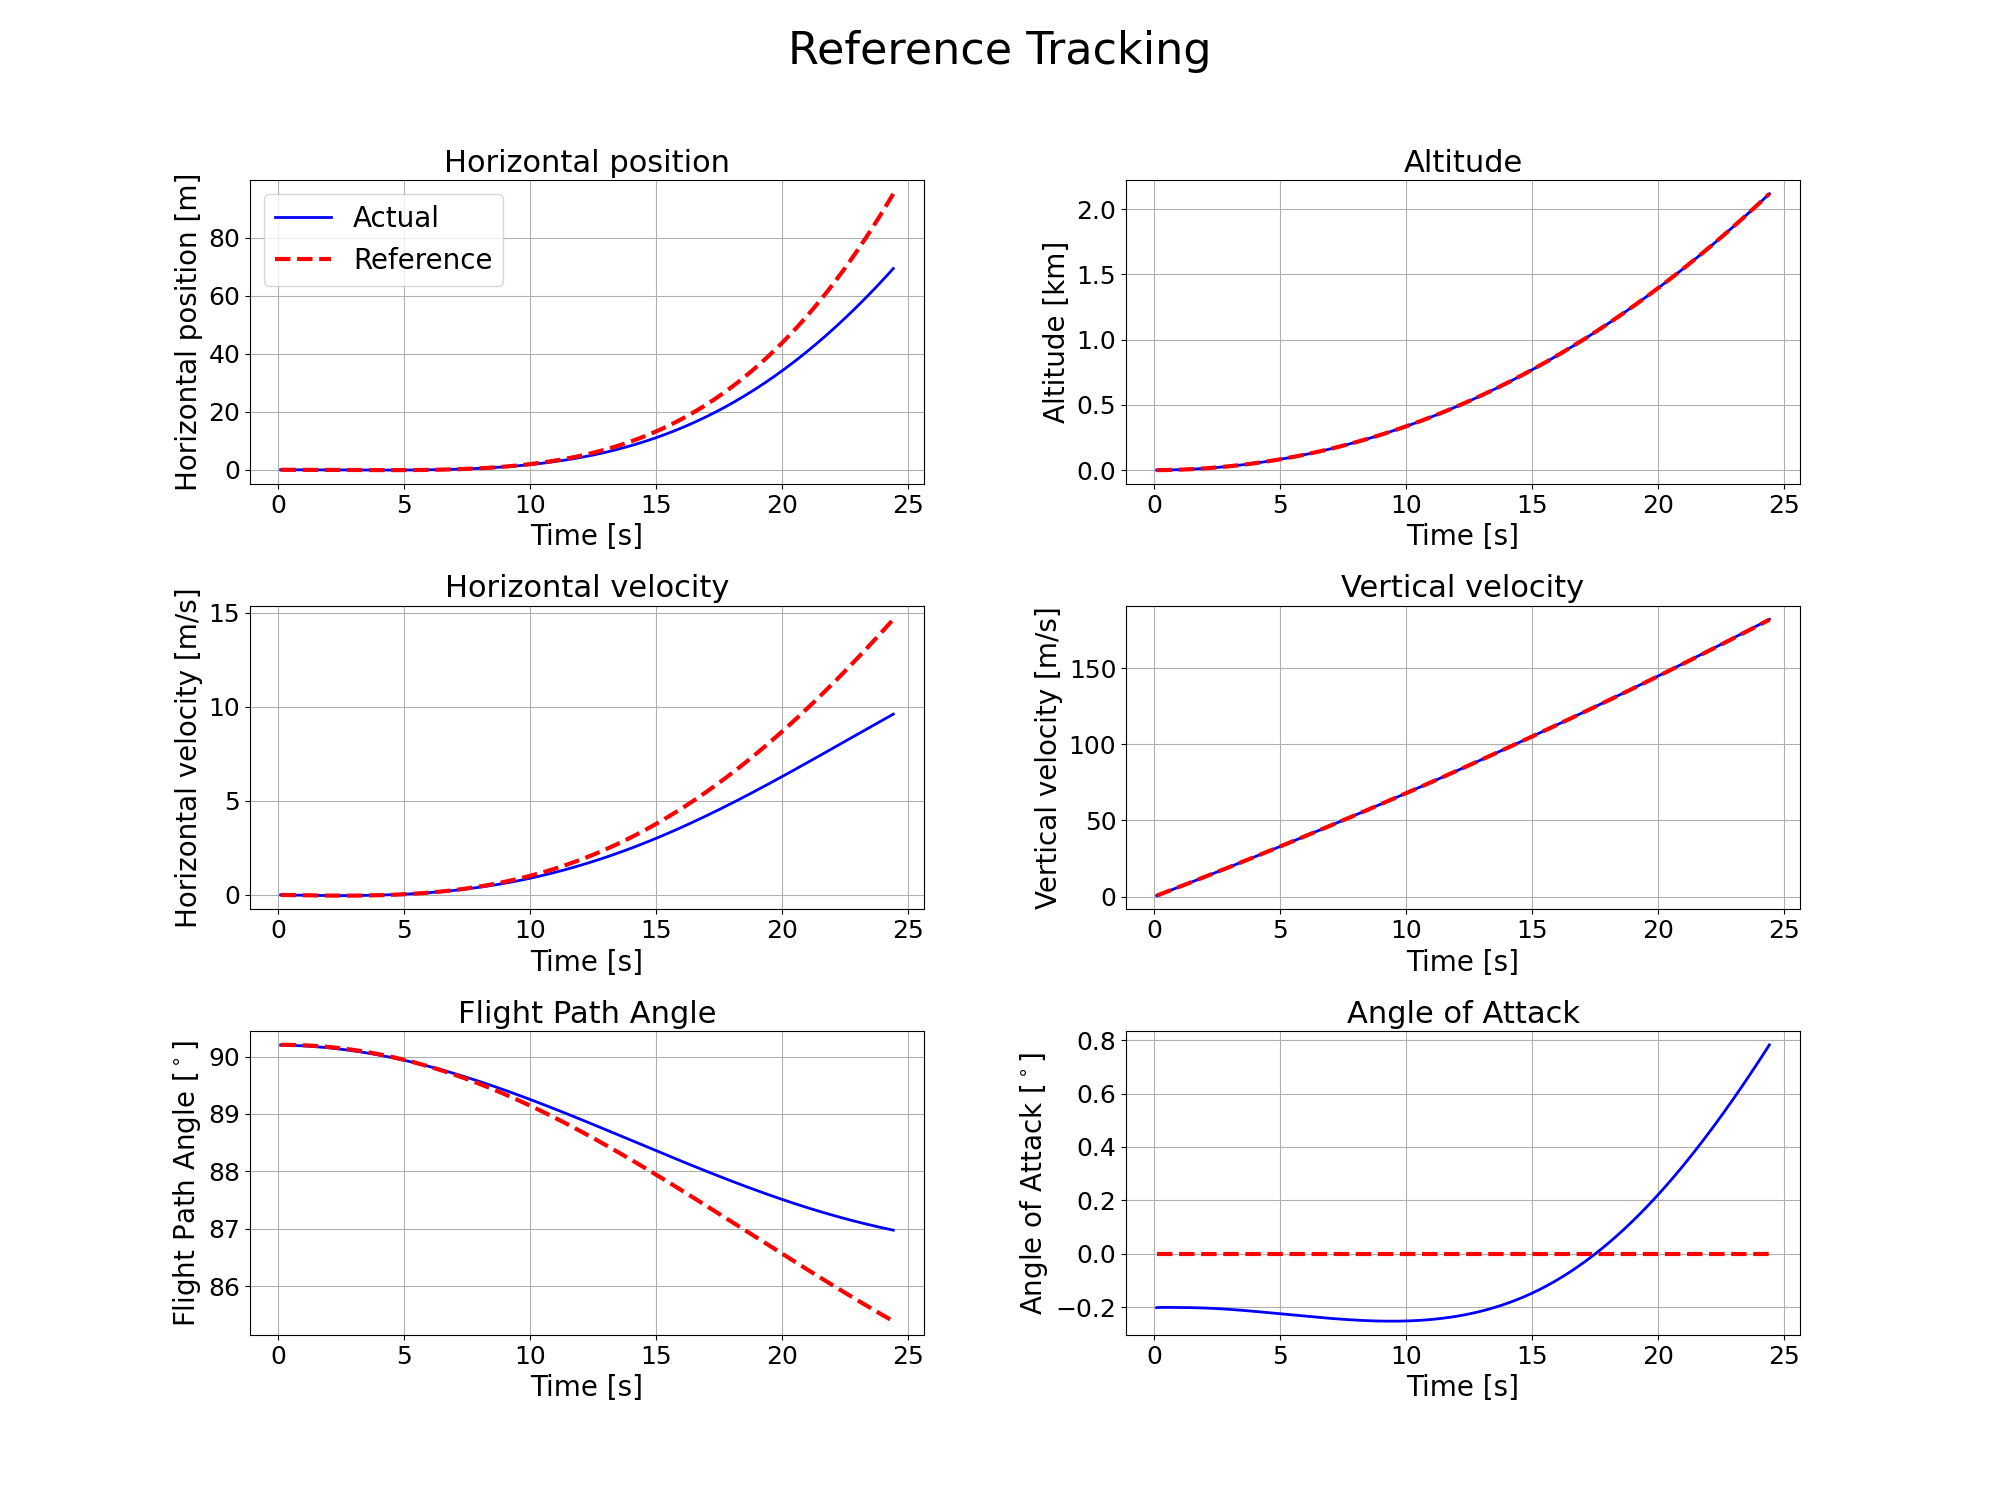 Reference Tracking
Horizontal position
Horizontal position [m]
80
60
40
20
0
Actual
Reference
0 5 10 15 20 25
Time [s]
Altitude
Altitude [km]
2.0
1.5
1.0
0.5
0.0
0 5 10 15 20 25
Time [s]
Horizontal velocity
Horizontal velocity [m/s]
15
10
5
0
0 5 10 15 20 25
Time [s]
Vertical velocity
Vertical velocity [m/s]
150
100
50
0
0 5 10 15 20 25
Time [s]
Flight Path Angle
Flight Path Angle [°]
90
89
88
87
86
0 5 10 15 20 25
Time [s]
Angle of Attack
Angle of Attack [°]
0.8
0.6
0.4
0.2
0.0
−0.2
0 5 10 15 20 25
Time [s]